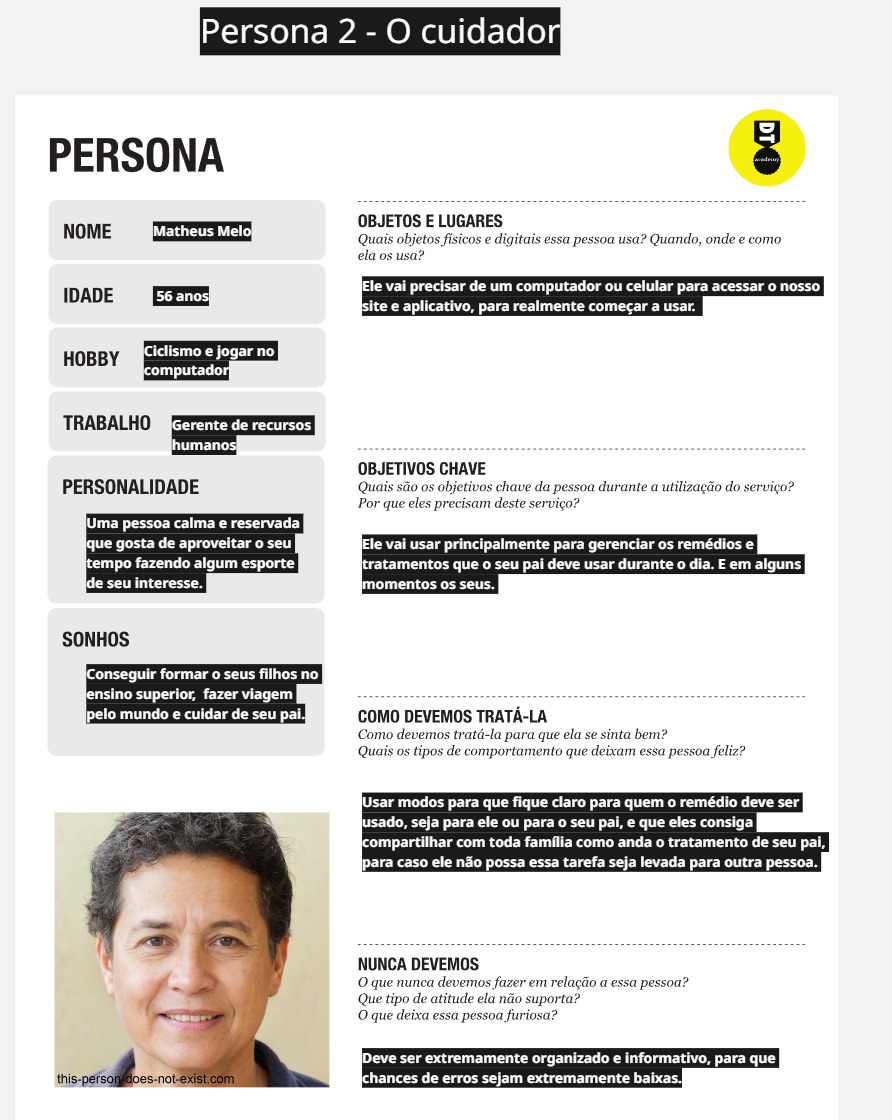 Persona 2 - O cuidador
PERSONA
DT
academy
NOME
Matheus Melo
IDADE
56 anos
HOBBY
Ciclismo e jogar no
computador
TRABALHO
Gerente de recursos
humanos
PERSONALIDADE
Uma pessoa calma e reservada
que gosta de aproveitar o seu
tempo fazendo algum esporte
de seu interesse.
SONHOS
Conseguir formar o seus filhos no
ensino superior, fazer viagem
pelo mundo e cuidar de seu pai.
this-person-does-not-exist.com
OBJETOS E LUGARES
Quais objetos físicos e digitais essa pessoa usa? Quando, onde e como
ela os usa?
Ele vai precisar de um computador ou celular para acessar o nosso
site e aplicativo, para realmente começar a usar.
OBJETIVOS CHAVE
Quais são os objetivos chave da pessoa durante a utilização do serviço?
Por que eles precisam deste serviço?
Ele vai usar principalmente para gerenciar os remédios e
tratamentos que o seu pai deve usar durante o dia. E em alguns
momentos os seus.
COMO DEVEMOS TRATÁ-LA
Como devemos tratá-la para que ela se sinta bem?
Quais os tipos de comportamento que deixam essa pessoa feliz?
Usar modos para que fique claro para quem o remédio deve ser
usado, seja para ele ou para o seu pai, e que eles consiga
compartilhar com toda família como anda o tratamento de seu pai,
para caso ele não possa essa tarefa seja levada para outra pessoa.
NUNCA DEVEMOS
O que nunca devemos fazer em relação a essa pessoa?
Que tipo de atitude ela não suporta?
O que deixa essa pessoa furiosa?
Deve ser extremamente organizado e informativo, para que
chances de erros sejam extremamente baixas.